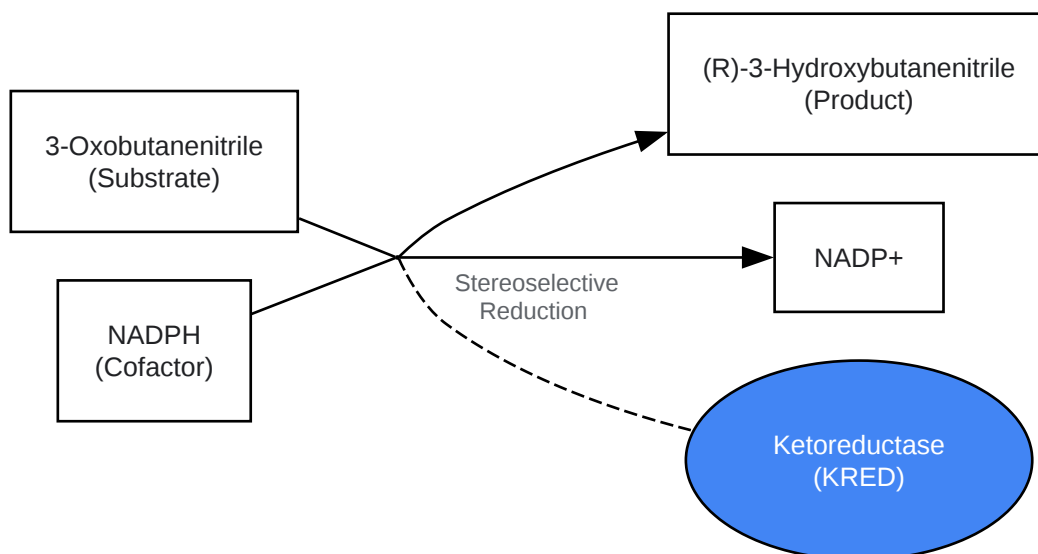 3-Oxobutanenitrile
(Substrate)
NADPH
(Cofactor)
(R)-3-Hydroxybutanenitrile
(Product)
NADP+
Stereoselective
Reduction
Ketoreductase
(KRED)